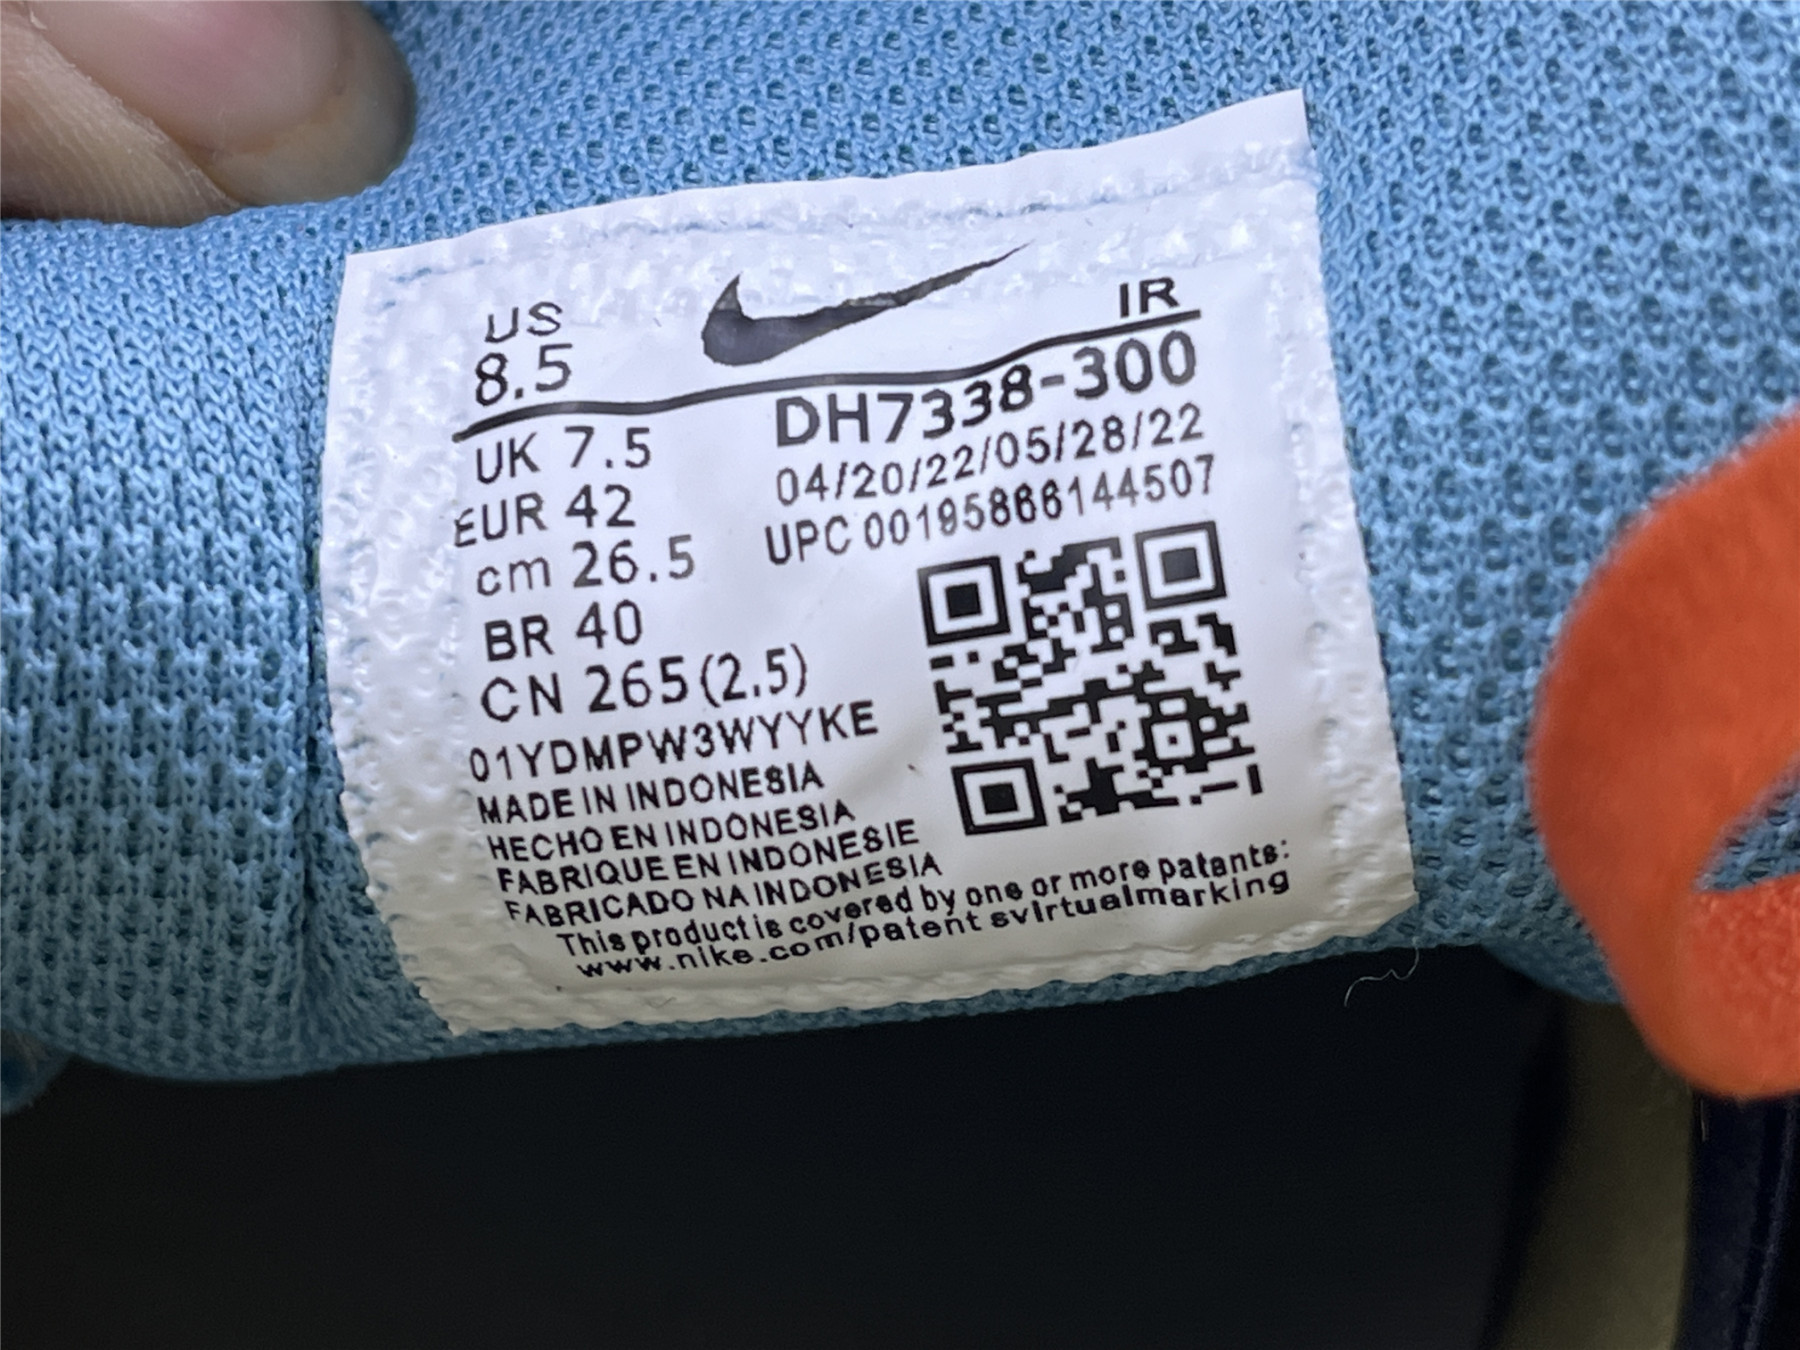 US
8.5
IR
UK 7.5
EUR 42
cm 26.5
BR 40
CN 265(2.5)
DH7338-300
04/20/22/05/28/22
UPC 00195866144507
01YDMPW3WYYKE
MADE IN INDONESIA
HECHO EN INDONESIA
FABRIQUE EN INDONESIE
FABRICADO NA INDONESIA
This product is covered by one or more patents:
www.nike.com/patent svirtualmarking